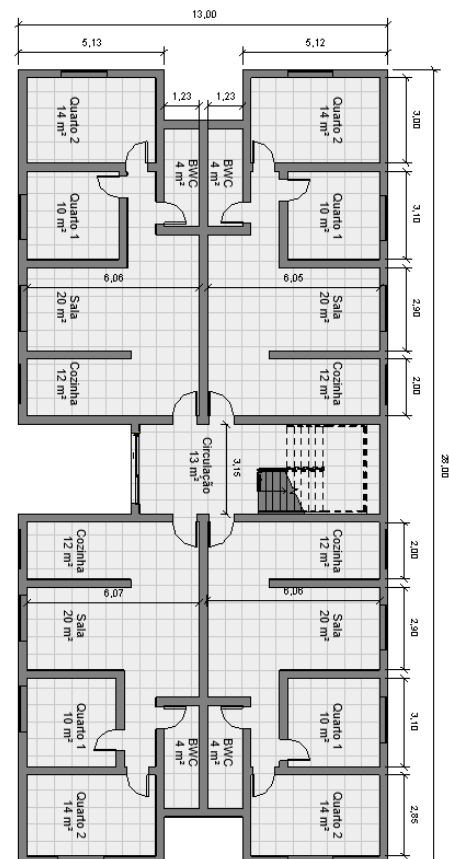 13,00
5,13
5,12
1,23
1,23
Quarto 2
14 m²
BWC
4 m²
BWC
4 m²
Quarto 2
14 m²
3,00
Quarto 1
10 m²
Quarto 1
10 m²
3,10
6,06
6,05
Sala
20 m²
Sala
20 m²
2,90
Cozinha
12 m²
Cozinha
12 m²
2,00
Circulação
13 m²
3,15
28,00
Cozinha
12 m²
Cozinha
12 m²
2,00
6,07
6,06
Sala
20 m²
Sala
20 m²
2,90
Quarto 1
10 m²
Quarto 1
10 m²
3,10
BWC
4 m²
BWC
4 m²
Quarto 2
14 m²
Quarto 2
14 m²
2,85